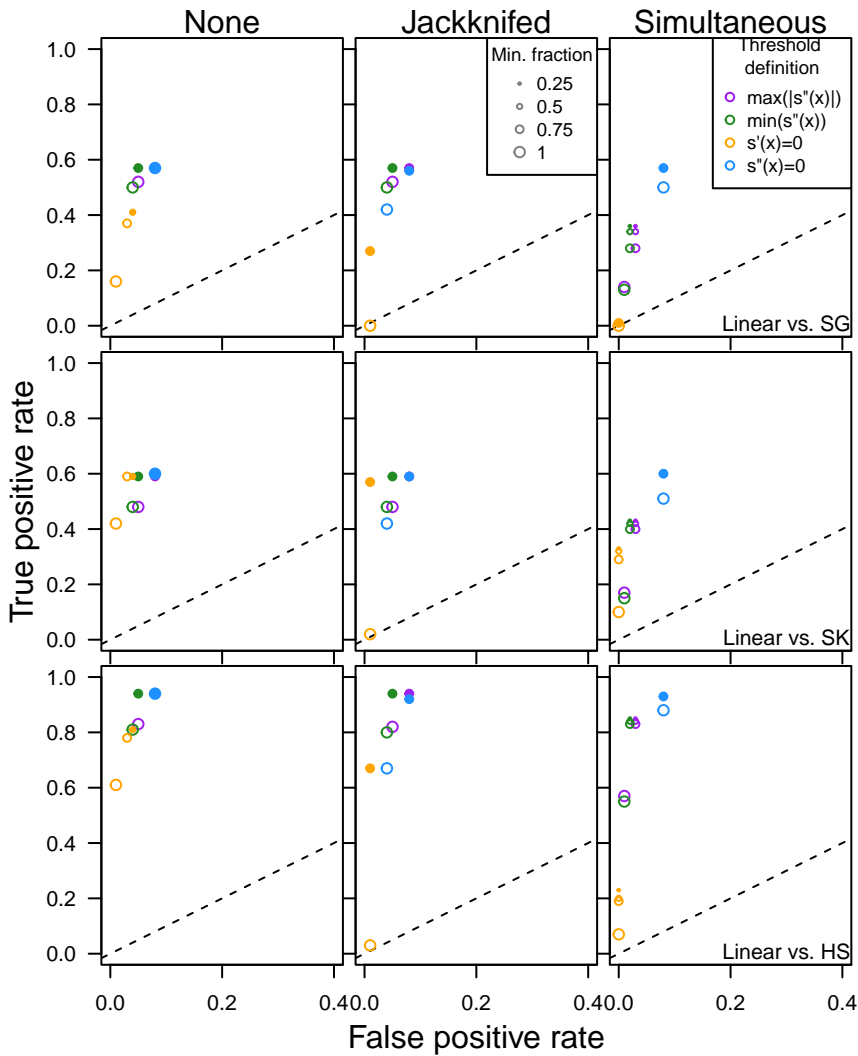 None
Jackknifed
Simultaneous
1.0
0.8
0.6
0.4
0.2
0.0
Min. fraction
0.25
0.5
0.75
1
Threshold
definition
max(|s"(x)|)
min(s"(x))
s'(x)=0
s"(x)=0
Linear vs. SG
1.0
0.8
0.6
0.4
0.2
0.0
Linear vs. SK
1.0
0.8
0.6
0.4
0.2
0.0
Linear vs. HS
True positive rate
0.0 0.2 0.4
0.0 0.2 0.4
0.0 0.2 0.4
False positive rate